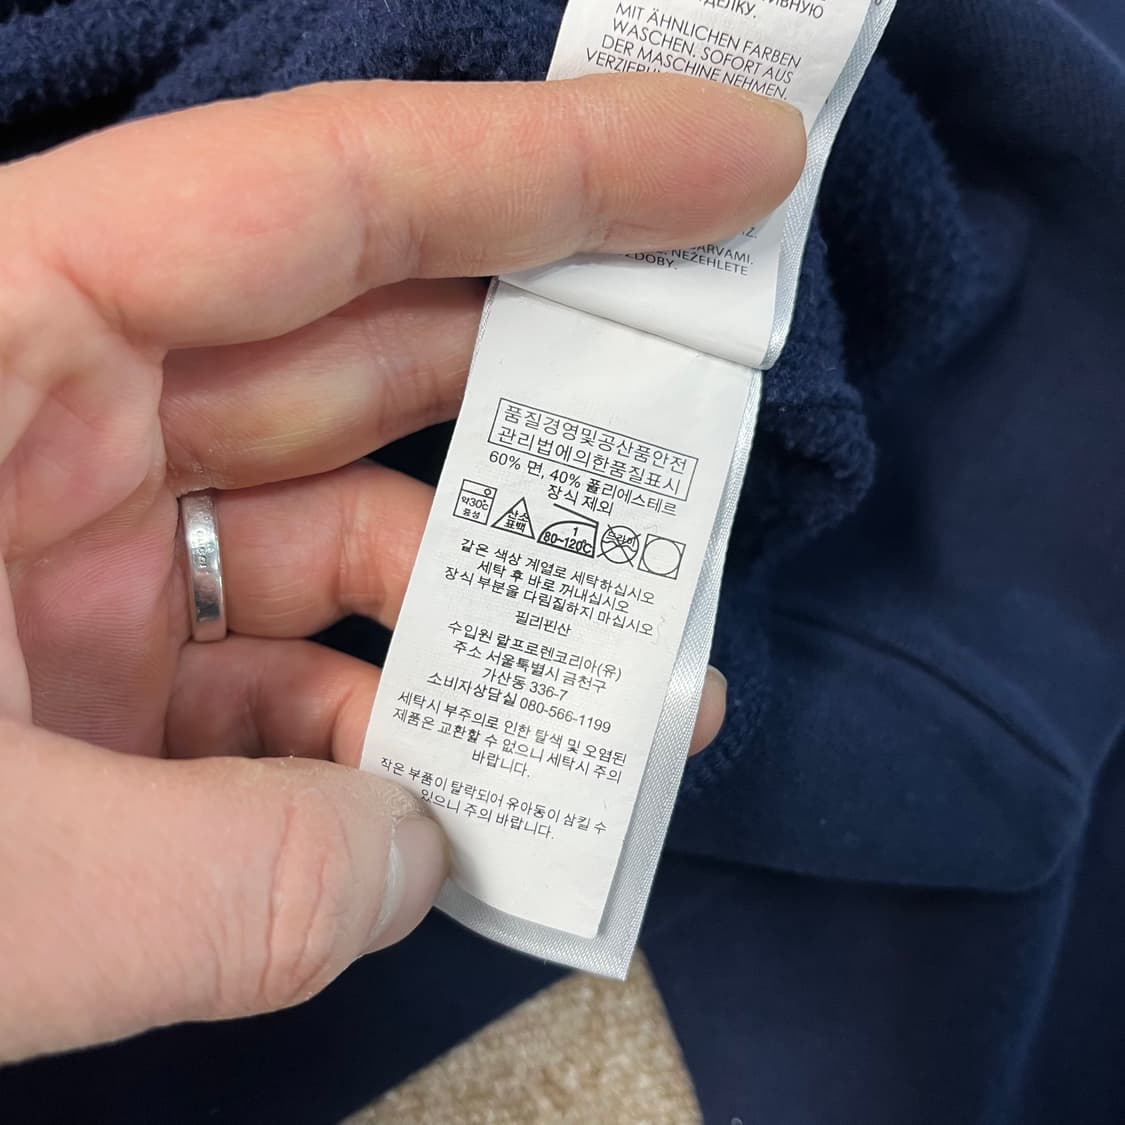 ДЕЛКУ.
MIT ÄHNLICHEN FARBEN
WASCHEN. SOFORT AUS
DER MASCHINE NEHMEN.
NEŽEHLETE
품질경영및공산품안전
관리법에의한품질표시
60% 면, 40% 폴리에스테르
장식 제외
약30℃
중성
산소
표백
1
80~120℃
드라이
같은 색상 계열로 세탁하십시오
세탁 후 바로 꺼내십시오
장식 부분을 다림질하지 마십시오
필리핀산
수입원 랄프로렌코리아(유)
주소 서울특별시 금천구
가산동 336-7
소비자상담실 080-566-1199
세탁시 부주의로 인한 탈색 및 오염된
제품은 교환할 수 없으니 세탁시 주의
바랍니다.
작은 부품이 탈락되어 유아동이 삼킬 수
있으니 주의 바랍니다.